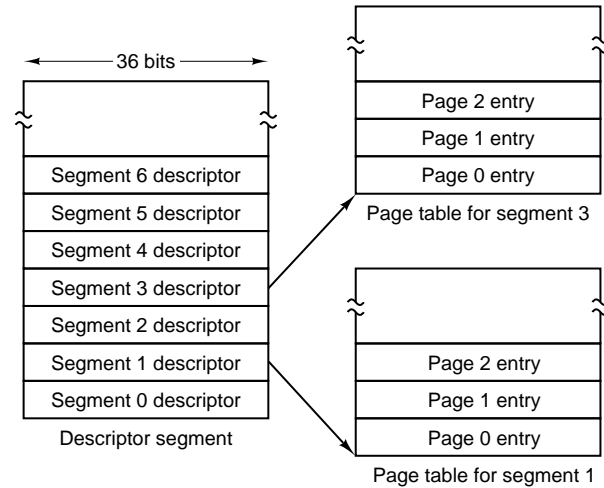 36 bits
Segment 6 descriptor
Segment 5 descriptor
Segment 4 descriptor
Segment 3 descriptor
Segment 2 descriptor
Segment 1 descriptor
Segment 0 descriptor
Descriptor segment
Page 2 entry
Page 1 entry
Page 0 entry
Page table for segment 3
Page 2 entry
Page 1 entry
Page 0 entry
Page table for segment 1